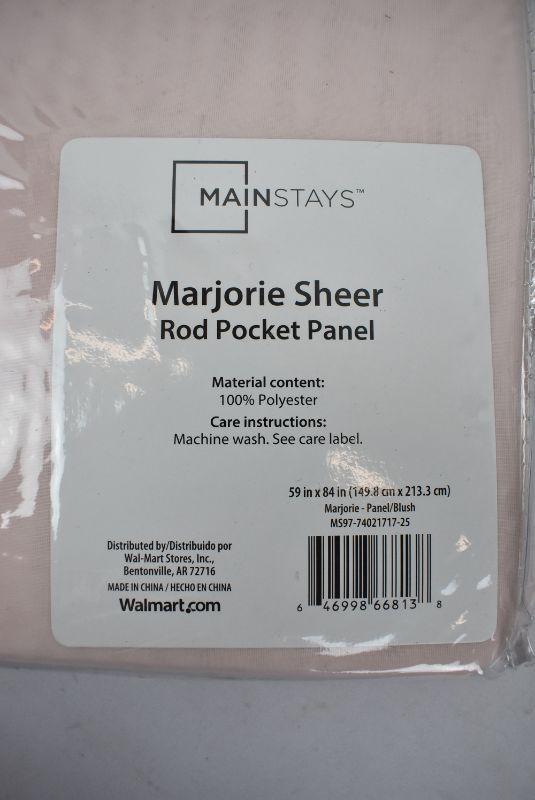 MAINSTAYS™
Marjorie Sheer
Rod Pocket Panel
Material content:
100% Polyester
Care instructions:
Machine wash. See care label.
59 in x 84 in (149.8 cm x 213.3 cm)
Marjorie - Panel/Blush
MS97-74021717-25
Distributed by/Distribuido por
Wal-Mart Stores, Inc.,
Bentonville, AR 72716
MADE IN CHINA / HECHO EN CHINA
Walmart.com
6 46998 66813 8